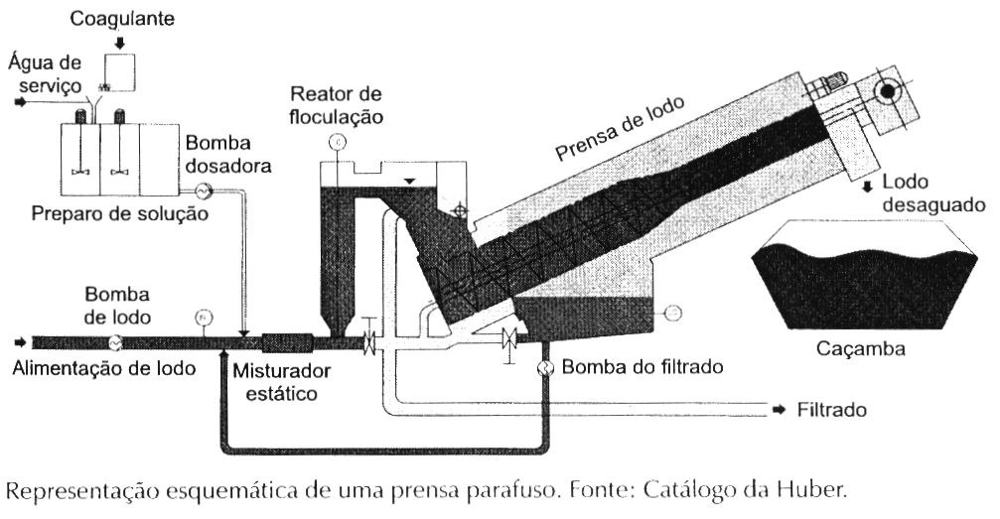 Coagulante
Água de
serviço
Reator de
floculação
Prensa de lodo
Bomba
dosadora
Lodo
desaguado
Preparo de solução
Bomba
de lodo
Alimentação de lodo
Misturador
estático
Bomba do filtrado
Caçamba
Filtrado
Representação esquemática de uma prensa parafuso. Fonte: Catálogo da Huber.